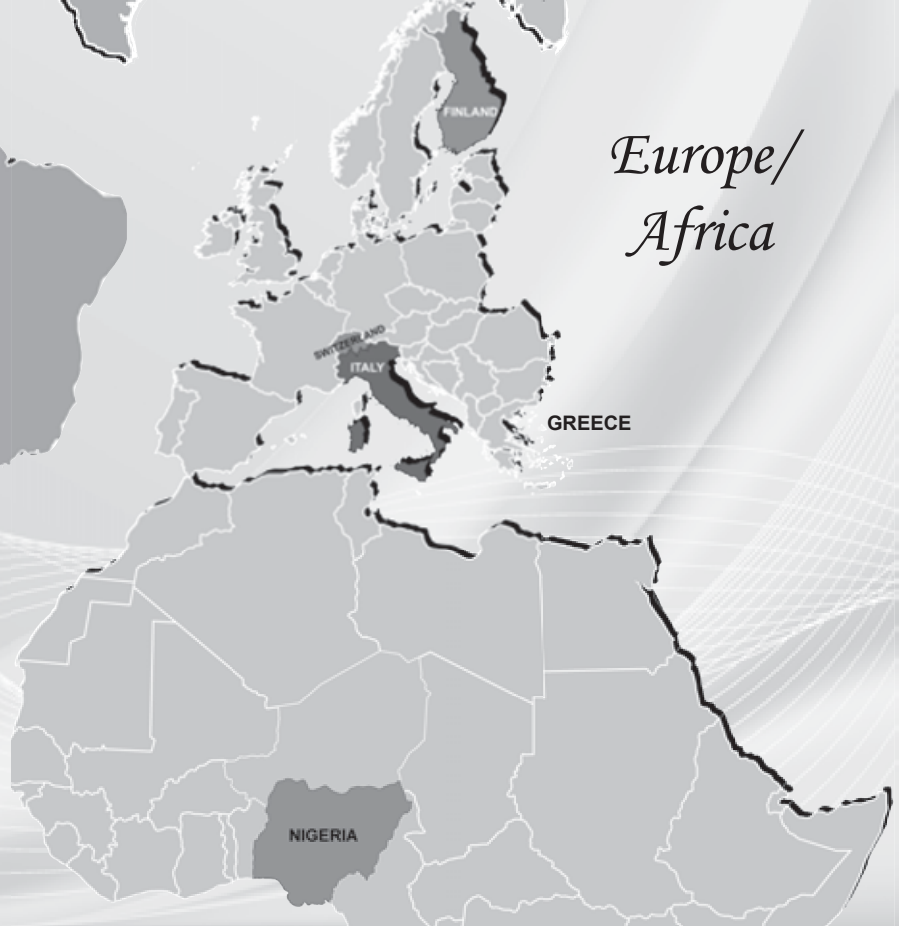 FINLAND
Europe/
Africa
SWITZERLAND
ITALY
GREECE
NIGERIA